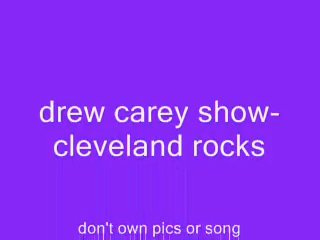 drew carey show-
cleveland rocks
don't own pics or song